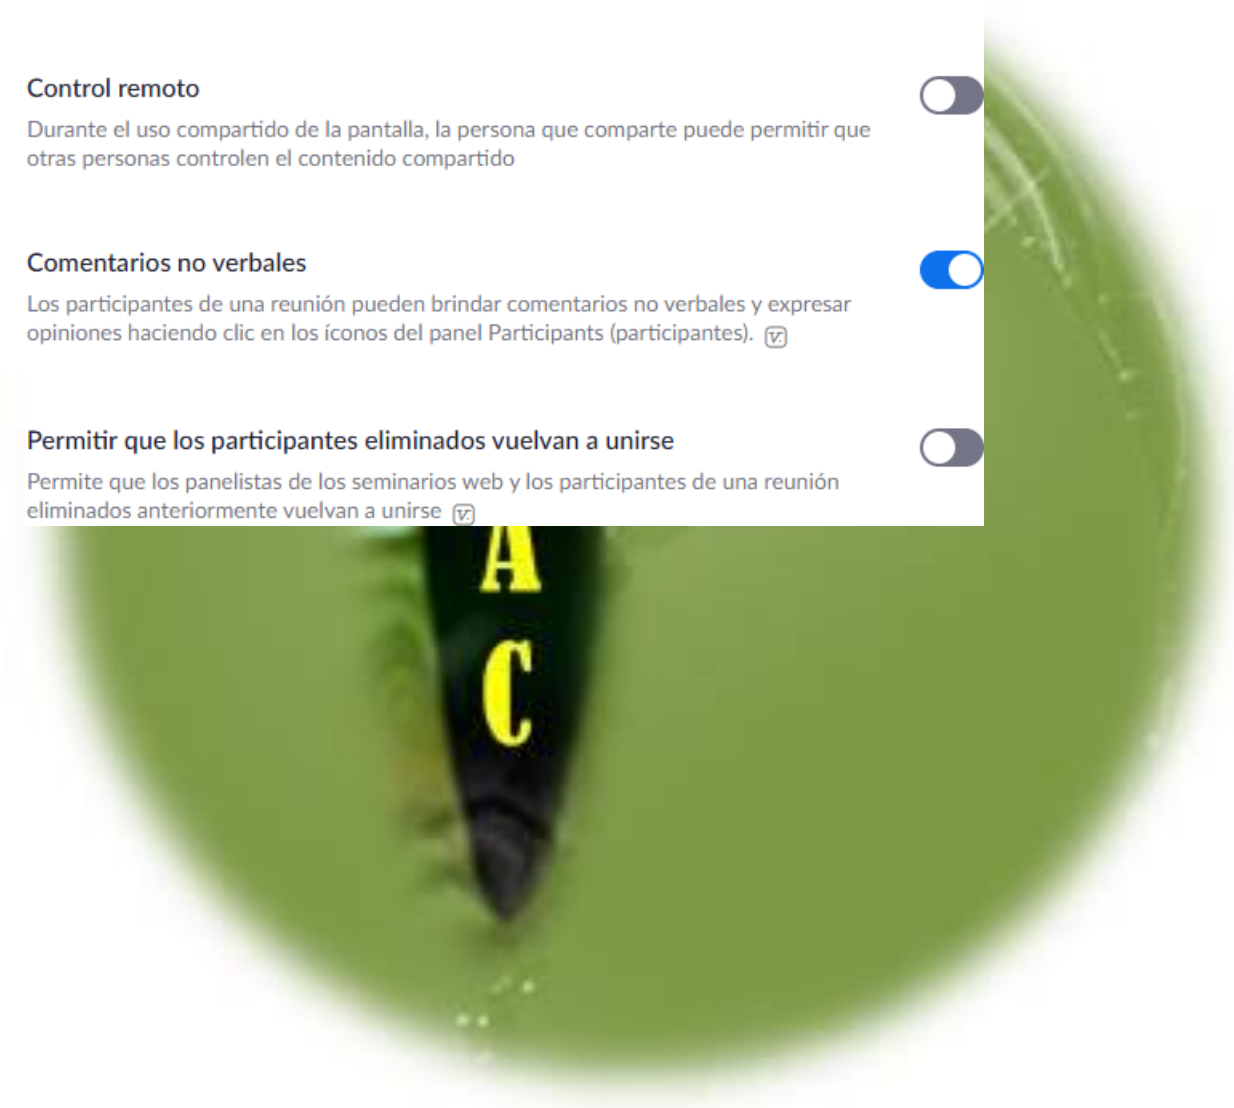 Control remoto
Durante el uso compartido de la pantalla, la persona que comparte puede permitir que
otras personas controlen el contenido compartido
Comentarios no verbales
Los participantes de una reunión pueden brindar comentarios no verbales y expresar
opiniones haciendo clic en los íconos del panel Participants (participantes).
Permitir que los participantes eliminados vuelvan a unirse
Permite que los panelistas de los seminarios web y los participantes de una reunión
eliminados anteriormente vuelvan a unirse
A
C